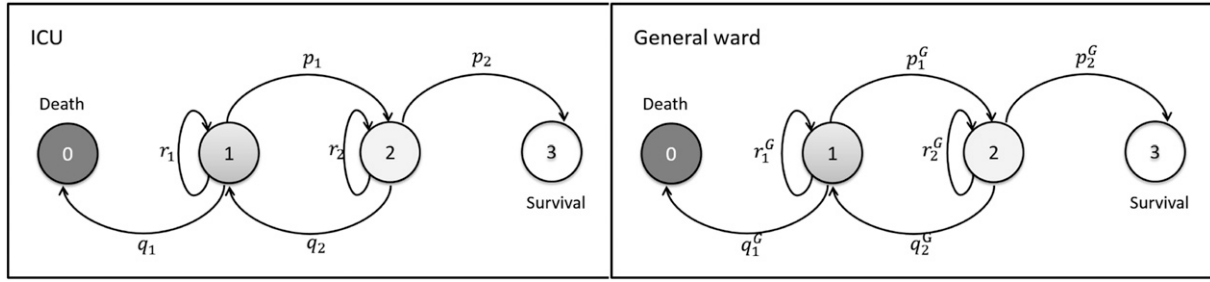 ICU
p₁
p₂
Death
0
r₁
1
r₂
2
3
Survival
q₁
q₂
General ward
p₁ᴳ
p₂ᴳ
Death
0
r₁ᴳ
1
r₂ᴳ
2
3
Survival
q₁ᴳ
q₂ᴳ